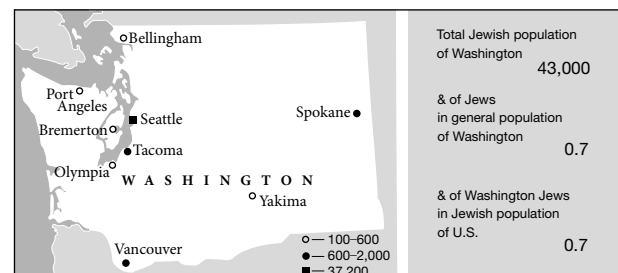 Bellingham
Port
Angeles
Seattle
Bremerton
Spokane
Tacoma
Olympia
WASHINGTON
Yakima
Vancouver
— 100–600
— 600–2,000
— 37,200
Total Jewish population
of Washington
43,000
& of Jews
in general population
of Washington
0.7
& of Washington Jews
in Jewish population
of U.S.
0.7